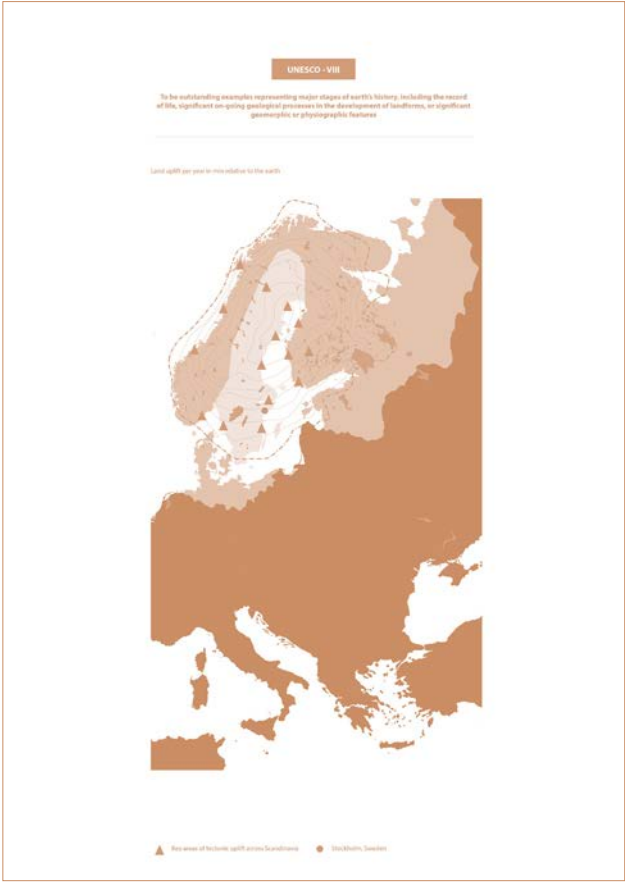 UNESCO - VIII
To be outstanding examples representing major stages of earth's history, including the record
of life, significant on-going geological processes in the development of landforms, or significant
geomorphic or physiographic features
Land uplift per year in mm relative to the earth
Key areas of tectonic uplift across Scandinavia
Stockholm, Sweden